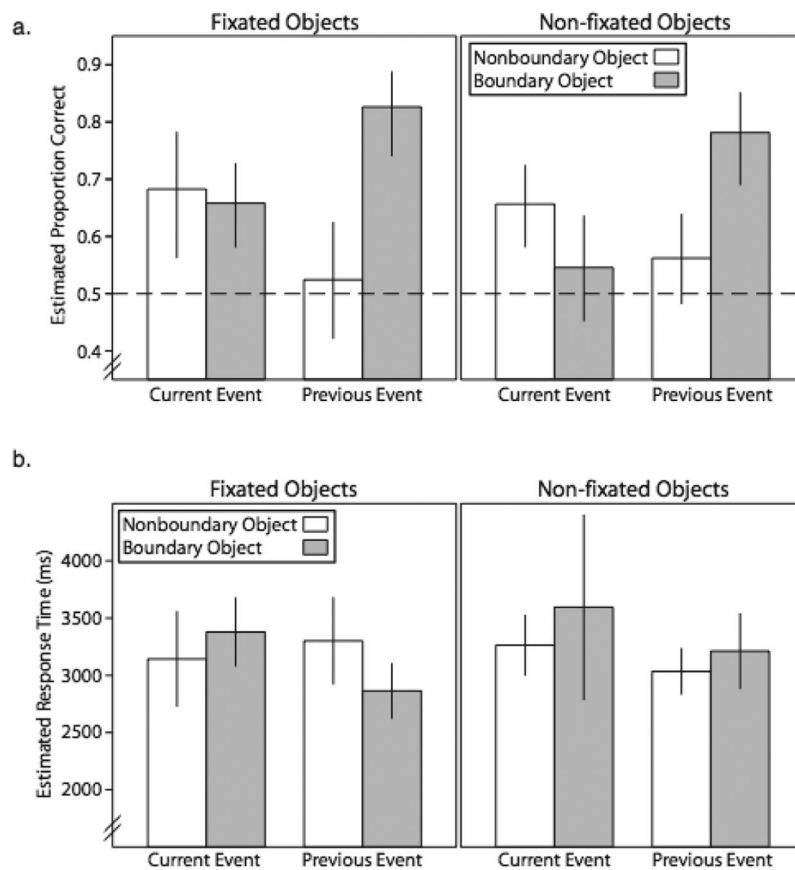 a.
Fixated Objects
Non-fixated Objects
Nonboundary Object
Boundary Object
Estimated Proportion Correct
0.9
0.8
0.7
0.6
0.5
0.4
Current Event
Previous Event
Current Event
Previous Event
b.
Fixated Objects
Non-fixated Objects
Nonboundary Object
Boundary Object
Estimated Response Time (ms)
4000
3500
3000
2500
2000
Current Event
Previous Event
Current Event
Previous Event